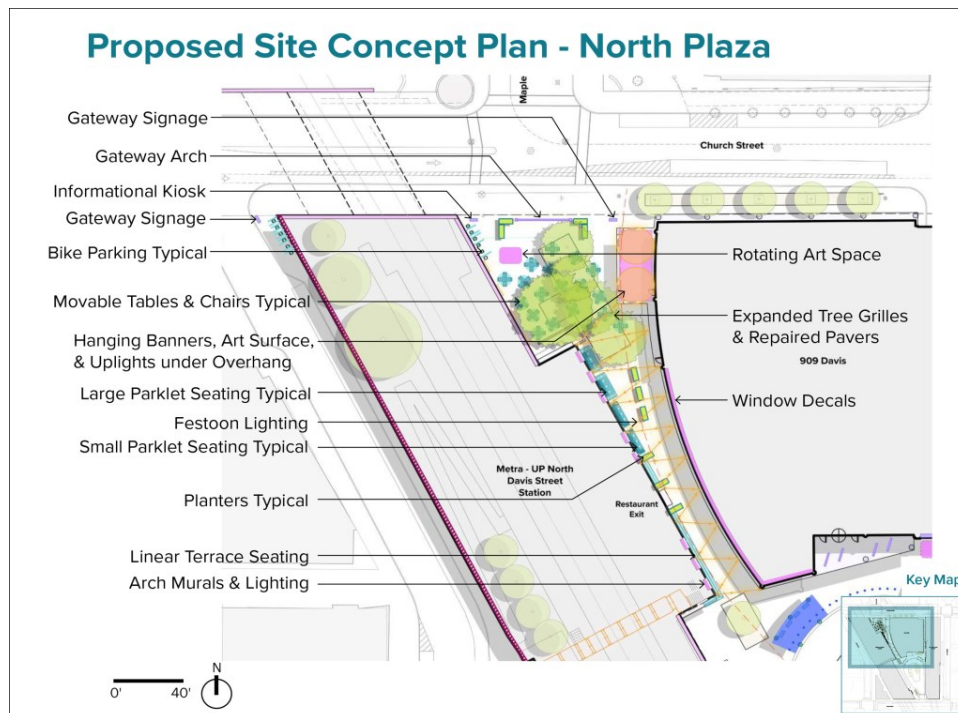 Proposed Site Concept Plan - North Plaza
Maple
Church Street
Gateway Signage
Gateway Arch
Informational Kiosk
Gateway Signage
Bike Parking Typical
Movable Tables & Chairs Typical
Hanging Banners, Art Surface,
& Uplights under Overhang
Large Parklet Seating Typical
Festoon Lighting
Small Parklet Seating Typical
Planters Typical
Linear Terrace Seating
Arch Murals & Lighting
Rotating Art Space
Expanded Tree Grilles
& Repaired Pavers
909 Davis
Window Decals
Metra - UP North
Davis Street
Station
Restaurant
Exit
Key Map
0'
40'
N